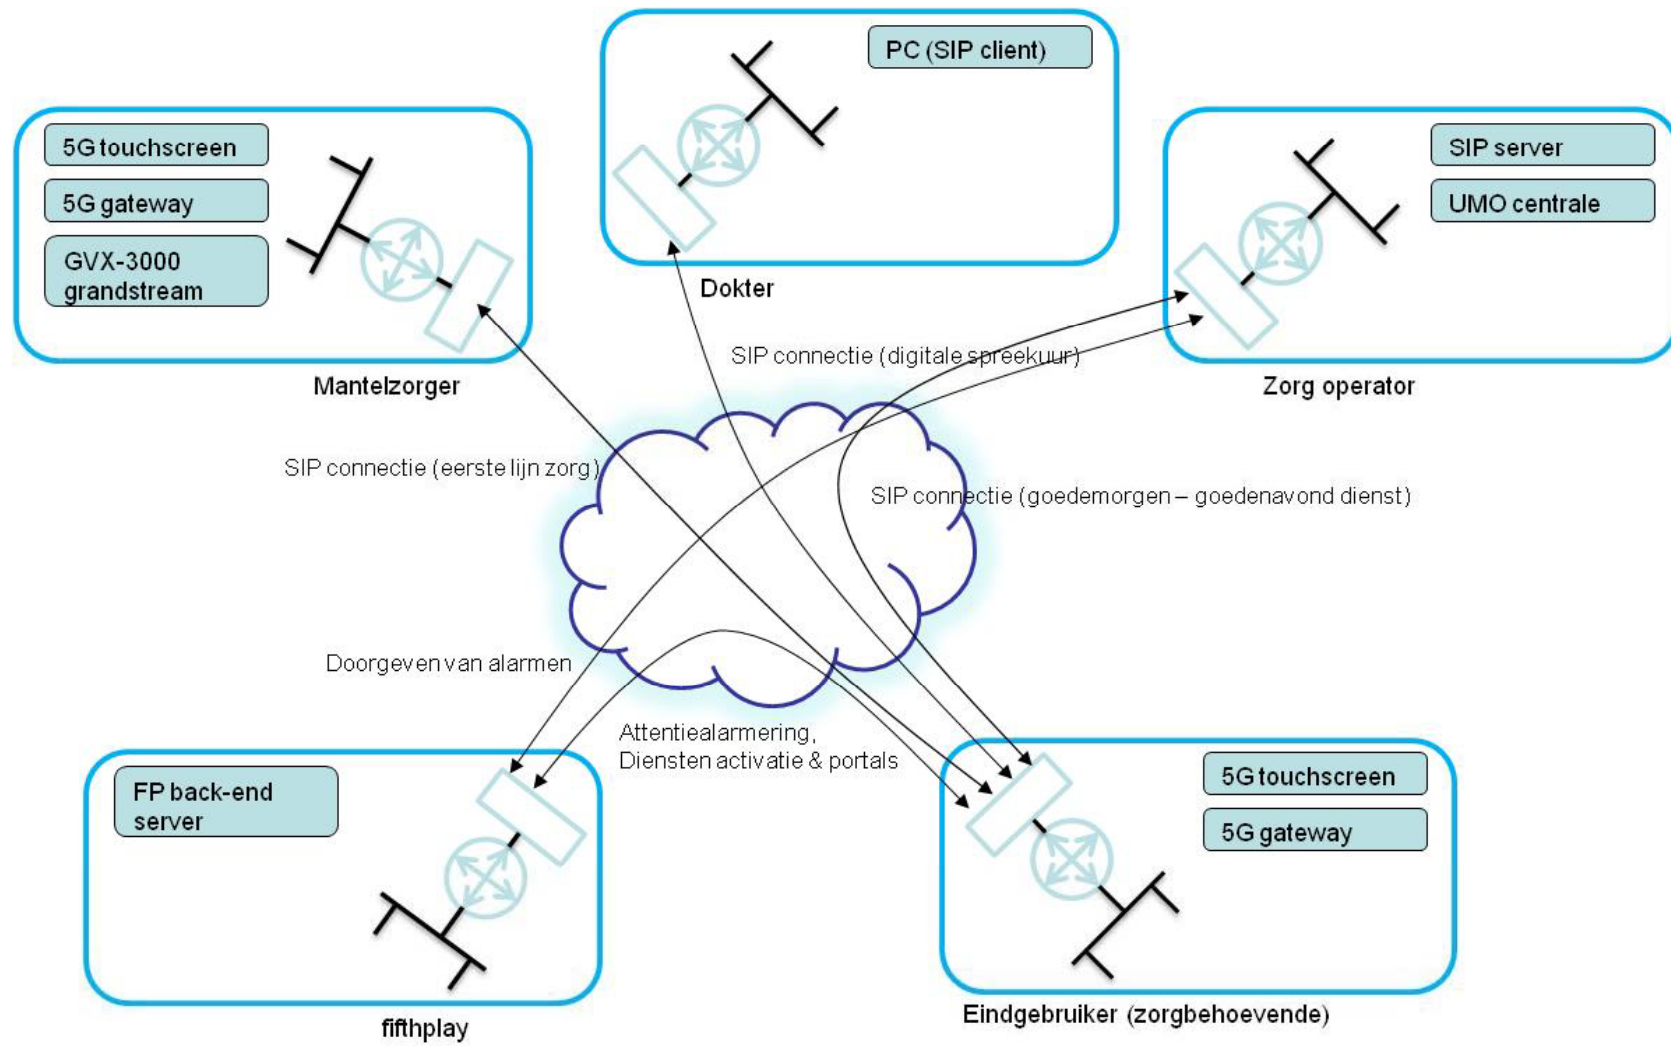 PC (SIP client)
5G touchscreen
5G gateway
GVX-3000
grandstream
SIP server
UMO centrale
Dokter
Mantelzorger
Zorg operator
SIP connectie (digitale spreekuur)
SIP connectie (eerste lijn zorg)
SIP connectie (goedemorgen – goedenavond dienst)
Doorgeven van alarmen
Attentiealarmering,
Diensten activatie & portals
FP back-end
server
5G touchscreen
5G gateway
fifthplay
Eindgebruiker (zorgbehoevende)